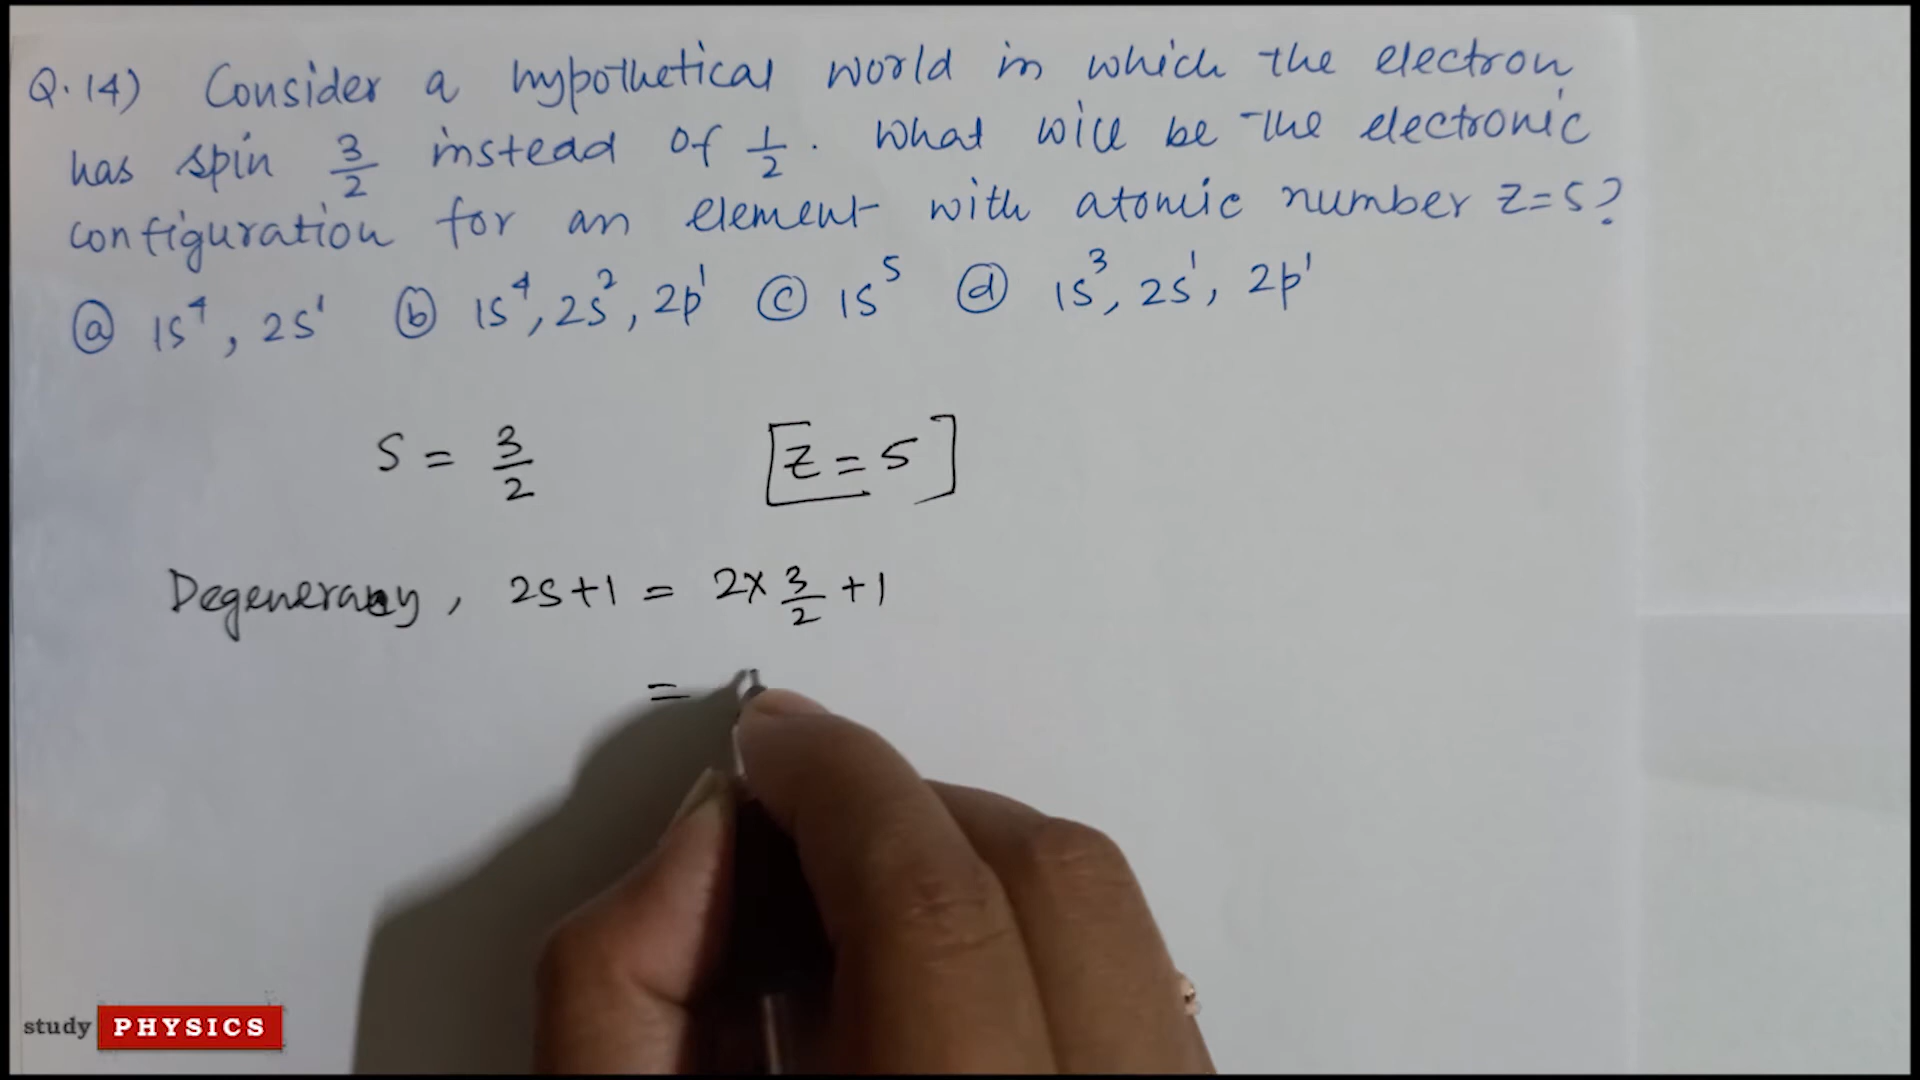 Q.14) Consider a hypothetical world in which the electron
has spin 3/2 instead of 1/2. What will be the electronic
configuration for an element with atomic number Z=5?
ⓐ 1s⁴, 2s¹ ⓑ 1s⁴, 2s², 2p¹ ⓒ 1s⁵ ⓓ 1s³, 2s¹, 2p¹
S = 3/2 [Z = 5]
Degeneracy, 2s+1 = 2x 3/2 +1
=
study PHYSICS